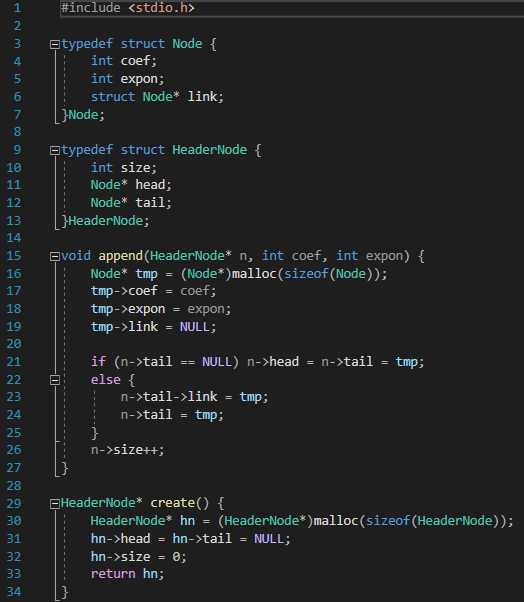 1 #include <stdio.h>
2
3 typedef struct Node {
4     int coef;
5     int expon;
6     struct Node* link;
7 }Node;
8
9 typedef struct HeaderNode {
10     int size;
11     Node* head;
12     Node* tail;
13 }HeaderNode;
14
15 void append(HeaderNode* n, int coef, int expon) {
16     Node* tmp = (Node*)malloc(sizeof(Node));
17     tmp->coef = coef;
18     tmp->expon = expon;
19     tmp->link = NULL;
20
21     if (n->tail == NULL) n->head = n->tail = tmp;
22     else {
23         n->tail->link = tmp;
24         n->tail = tmp;
25     }
26     n->size++;
27 }
28
29 HeaderNode* create() {
30     HeaderNode* hn = (HeaderNode*)malloc(sizeof(HeaderNode));
31     hn->head = hn->tail = NULL;
32     hn->size = 0;
33     return hn;
34 }